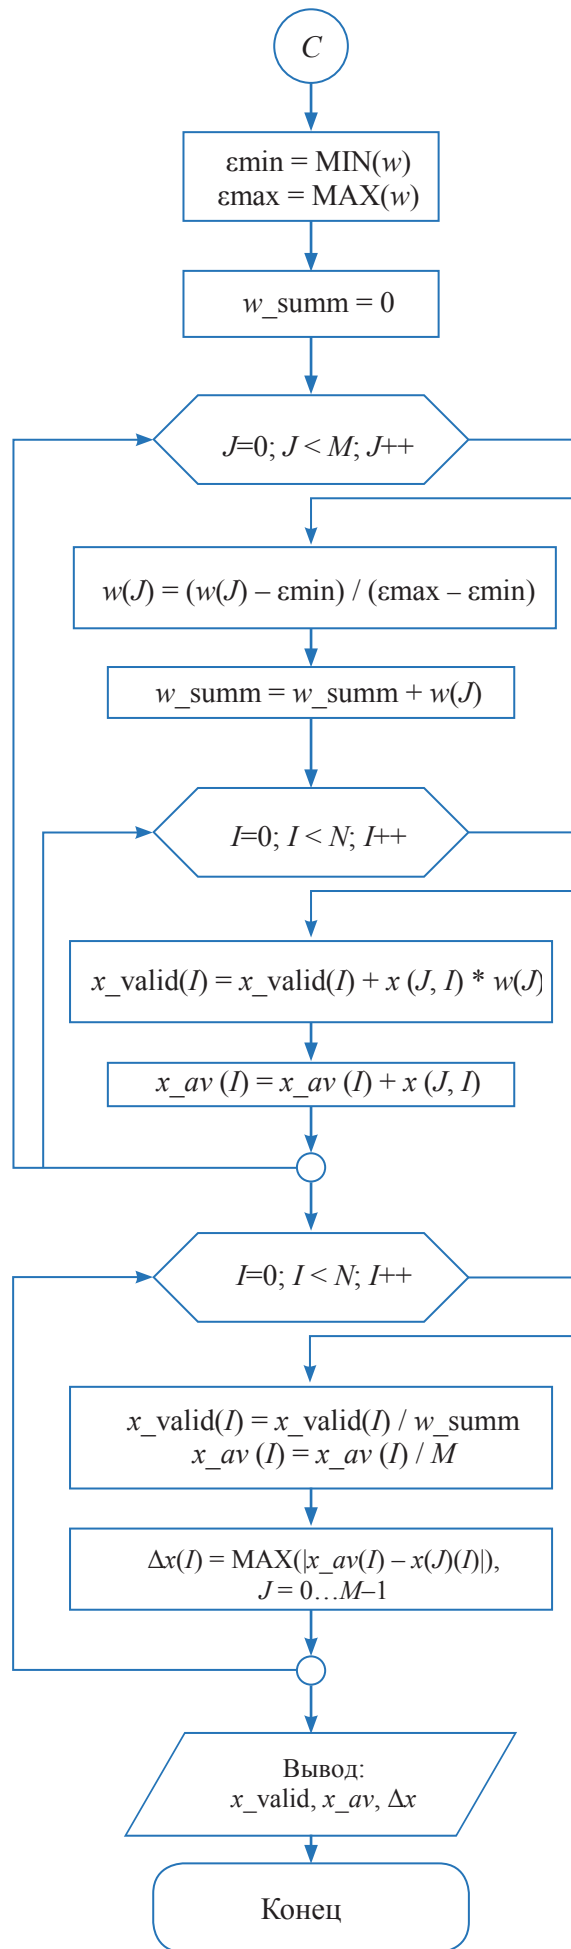 C
εmin = MIN(w)
εmax = MAX(w)
w_summ = 0
J=0; J < M; J++
w(J) = (w(J) – εmin) / (εmax – εmin)
w_summ = w_summ + w(J)
I=0; I < N; I++
x_valid(I) = x_valid(I) + x (J, I) * w(J)
x_av (I) = x_av (I) + x (J, I)
I=0; I < N; I++
x_valid(I) = x_valid(I) / w_summ
x_av (I) = x_av (I) / M
Δx(I) = MAX(|x_av(I) – x(J)(I)|),
J = 0…M–1
Вывод:
x_valid, x_av, Δx
Конец